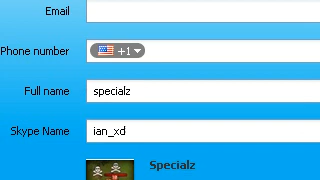 Email
Phone number +1
Full name specialz
Skype Name ian_xd
Specialz